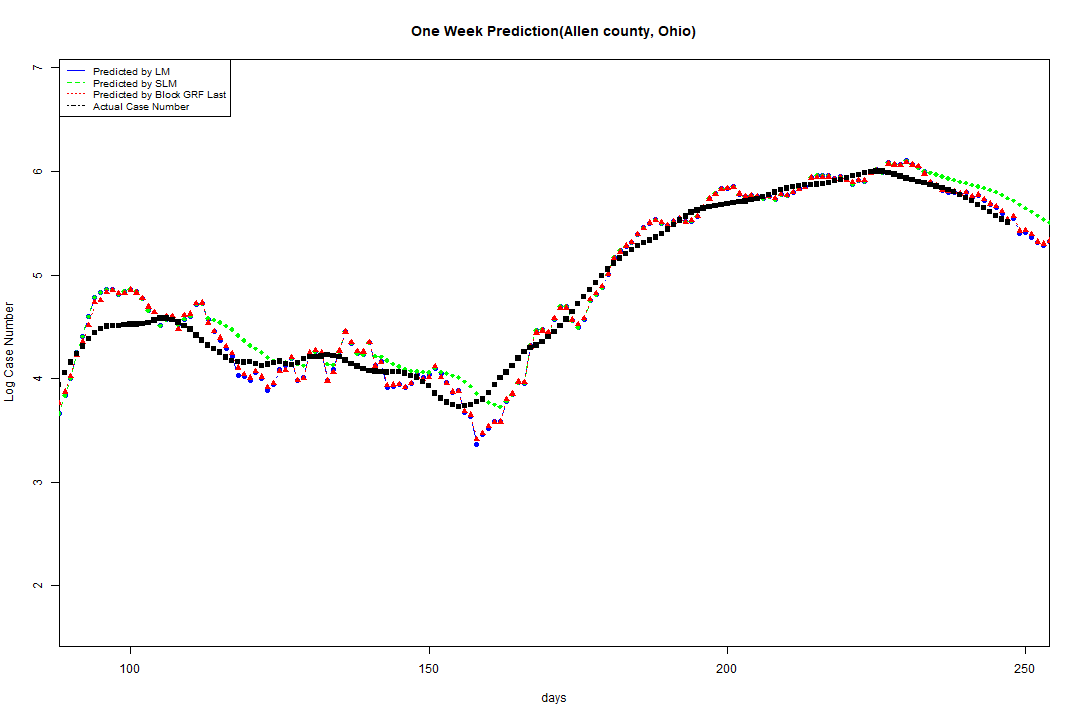 One Week Prediction(Allen county, Ohio)
Predicted by LM
Predicted by SLM
Predicted by Block GRF Last
Actual Case Number
7
6
5
4
3
2
Log Case Number
100 150 200 250
days